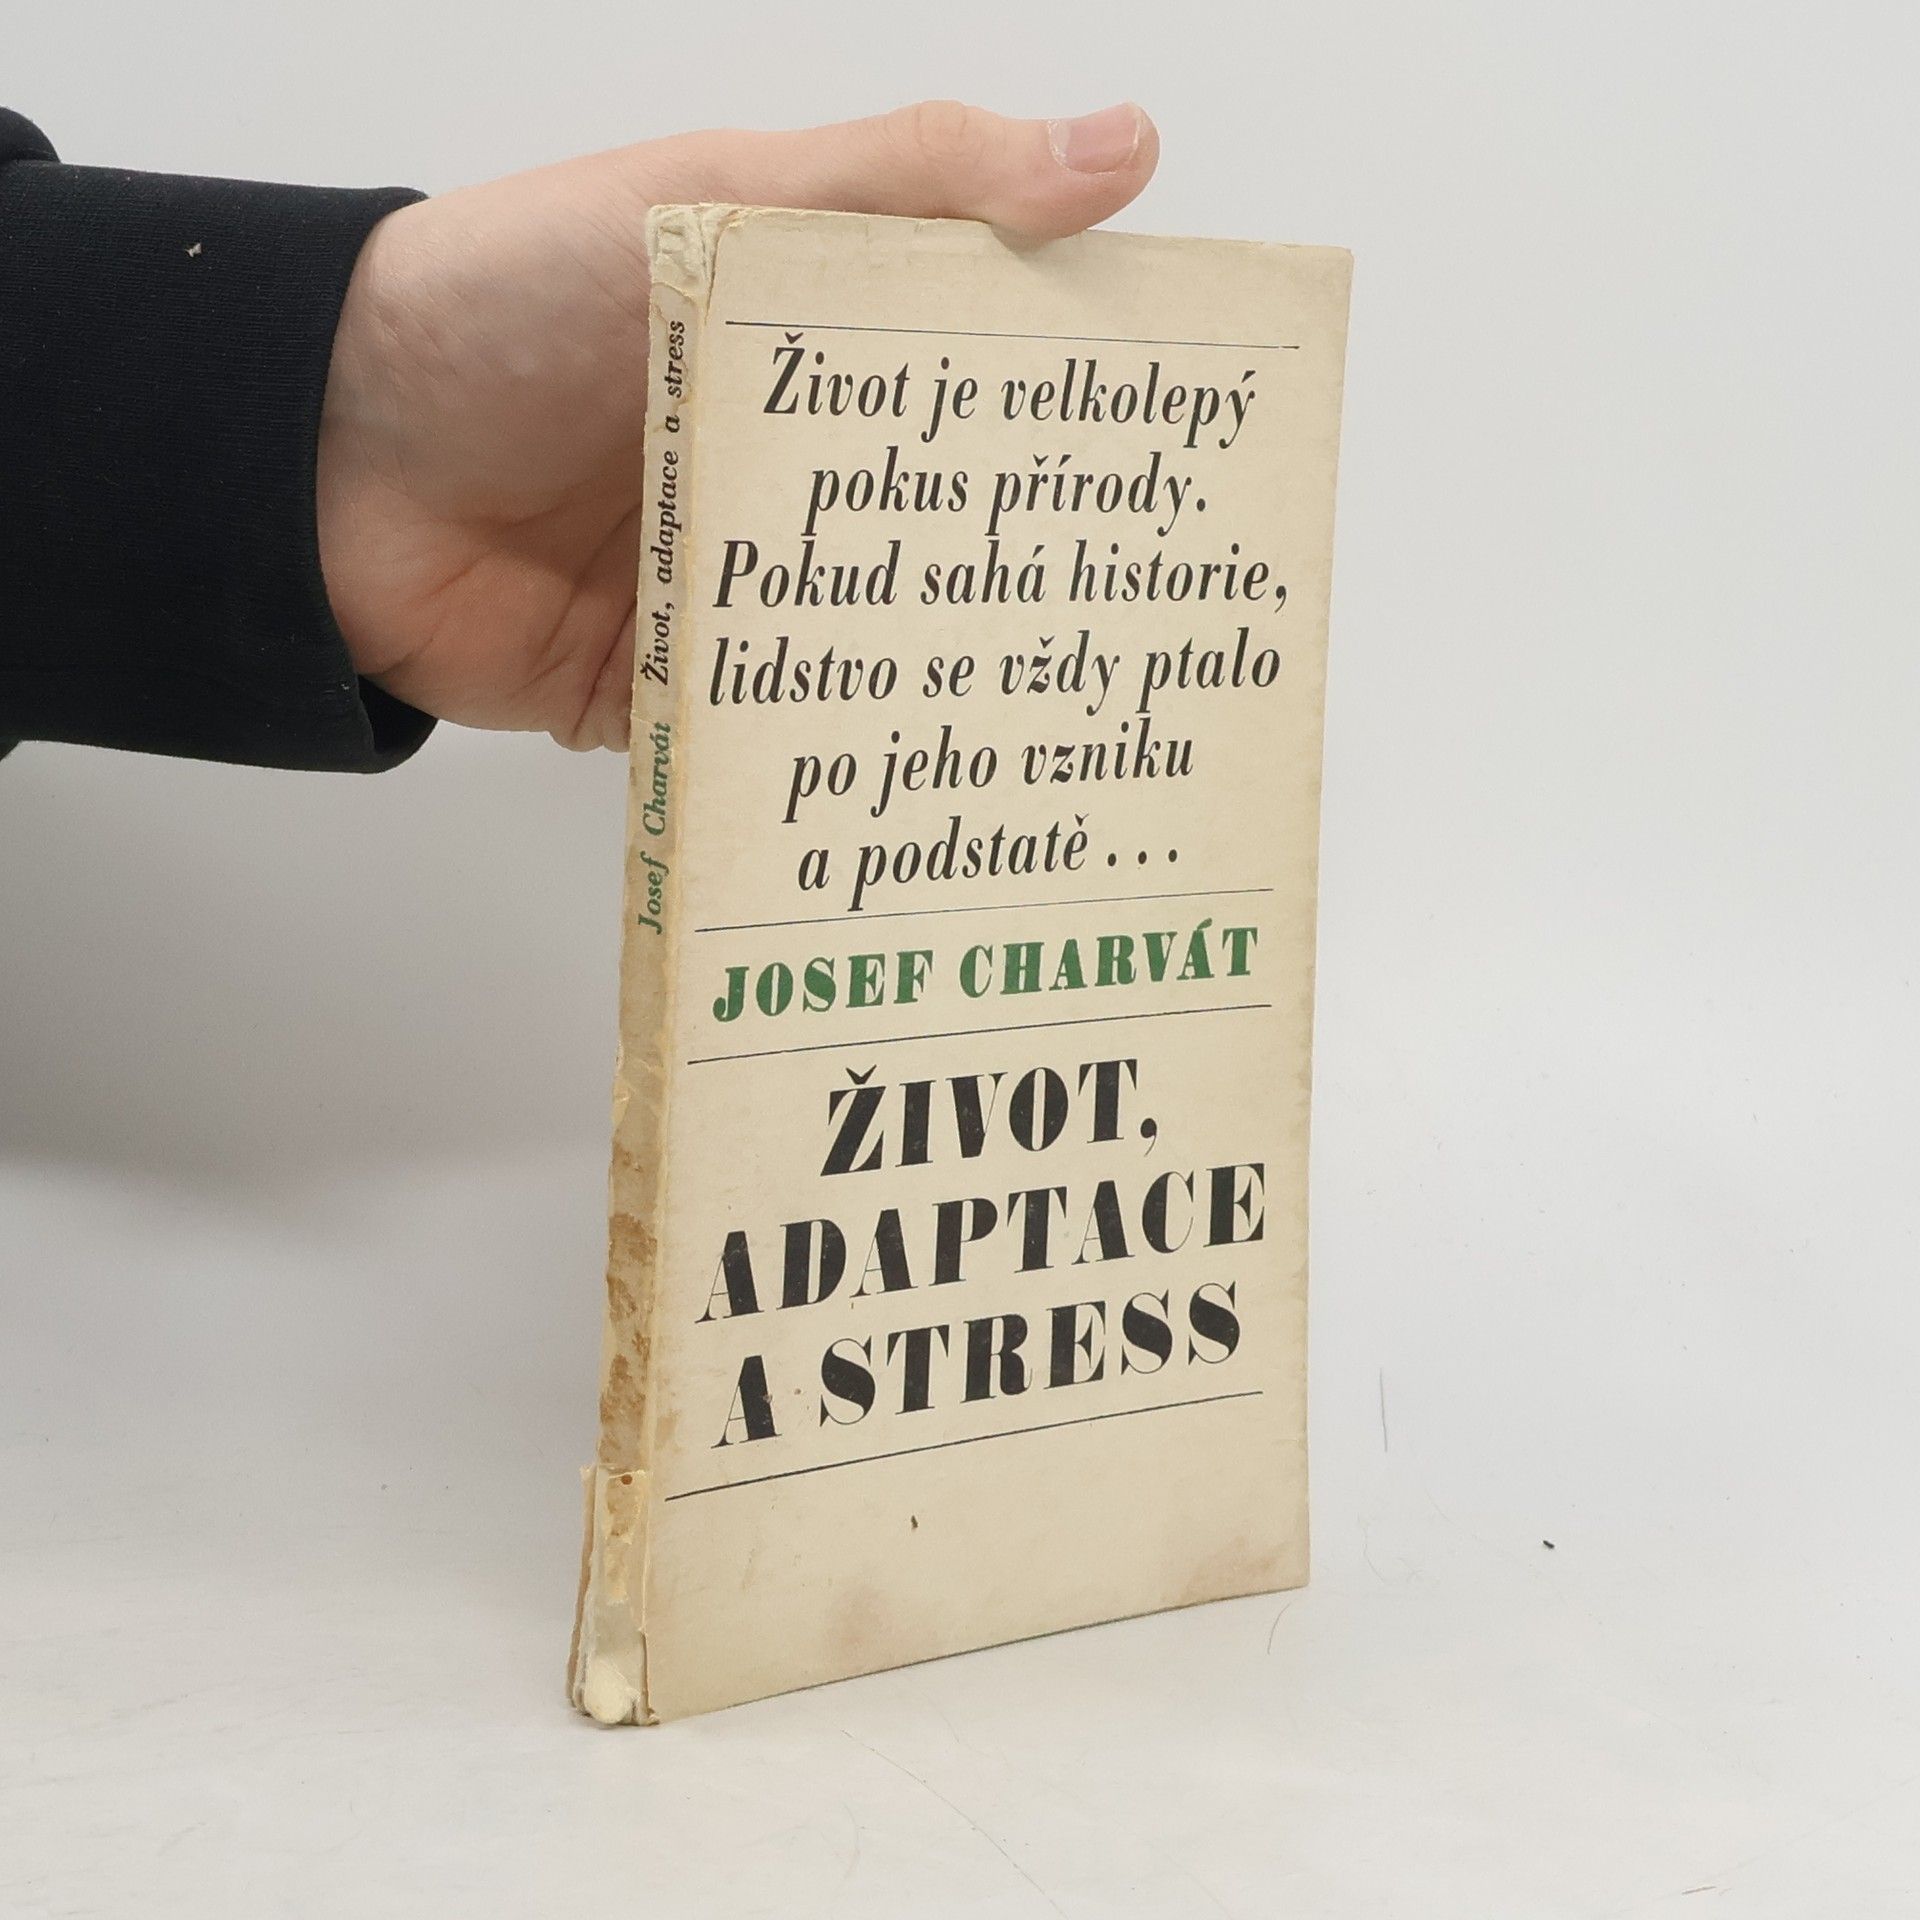 Josef Charvát Život, adaptace a stress
Život je velkolepý
pokus přírody.
Pokud sahá historie,
lidstvo se vždy ptalo
po jeho vzniku
a podstatě...
JOSEF CHARVÁT
ŽIVOT,
ADAPTACE
A STRESS